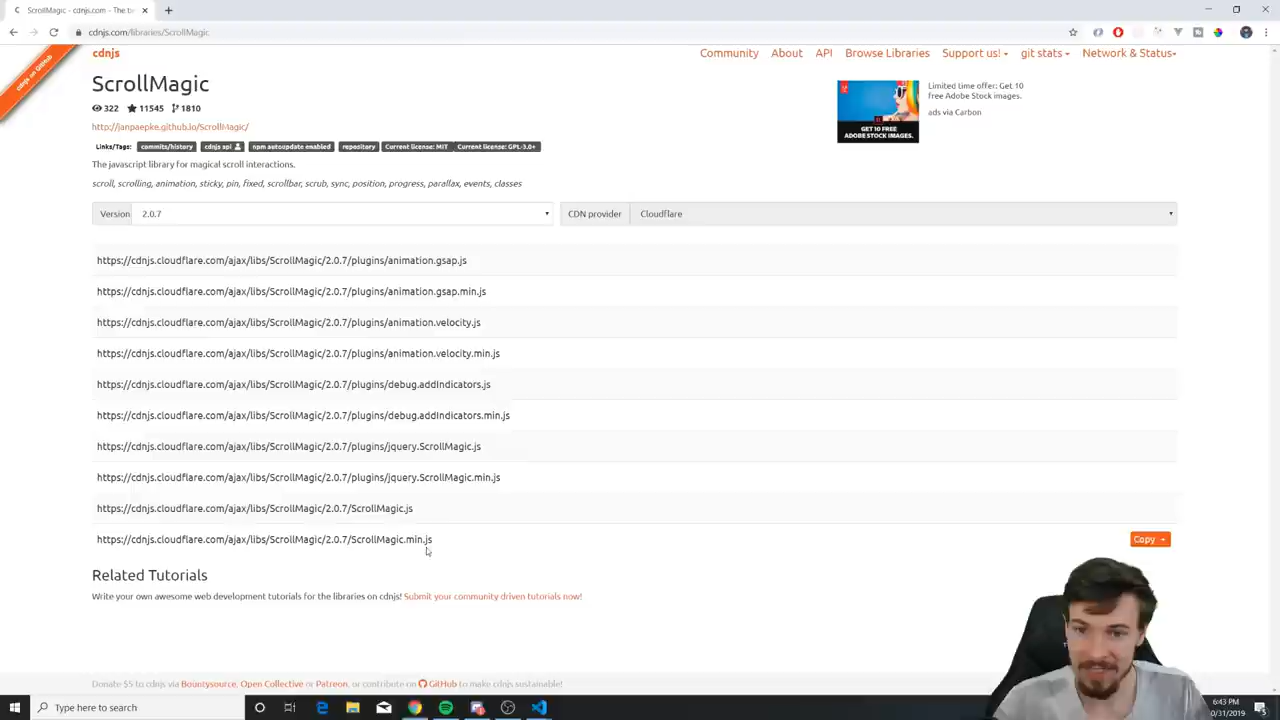 ScrollMagic - cdnjs.com - The
cdnjs.com/libraries/ScrollMagic
cdnjs on GitHub
cdnjs
Community About API Browse Libraries Support us! git stats Network & Status
ScrollMagic
322 11545 1810
Limited time offer: Get 10
free Adobe Stock images.
ads via Carbon
GET 10 FREE
ADOBE STOCK IMAGES.
http://janpaepke.github.io/ScrollMagic/
Links/Tags: commits/history cdnjs api npm autoupdate enabled repository Current license: MIT Current license: GPL-3.0+
The javascript library for magical scroll interactions.
scroll, scrolling, animation, sticky, pin, fixed, scrollbar, scrub, sync, position, progress, parallax, events, classes
Version 2.0.7 CDN provider Cloudflare
https://cdnjs.cloudflare.com/ajax/libs/ScrollMagic/2.0.7/plugins/animation.gsap.js
https://cdnjs.cloudflare.com/ajax/libs/ScrollMagic/2.0.7/plugins/animation.gsap.min.js
https://cdnjs.cloudflare.com/ajax/libs/ScrollMagic/2.0.7/plugins/animation.velocity.js
https://cdnjs.cloudflare.com/ajax/libs/ScrollMagic/2.0.7/plugins/animation.velocity.min.js
https://cdnjs.cloudflare.com/ajax/libs/ScrollMagic/2.0.7/plugins/debug.addIndicators.js
https://cdnjs.cloudflare.com/ajax/libs/ScrollMagic/2.0.7/plugins/debug.addIndicators.min.js
https://cdnjs.cloudflare.com/ajax/libs/ScrollMagic/2.0.7/plugins/jquery.ScrollMagic.js
https://cdnjs.cloudflare.com/ajax/libs/ScrollMagic/2.0.7/plugins/jquery.ScrollMagic.min.js
https://cdnjs.cloudflare.com/ajax/libs/ScrollMagic/2.0.7/ScrollMagic.js
https://cdnjs.cloudflare.com/ajax/libs/ScrollMagic/2.0.7/ScrollMagic.min.js Copy
Related Tutorials
Write your own awesome web development tutorials for the libraries on cdnjs! Submit your community driven tutorials now!
Donate $5 to cdnjs via Bountysource, Open Collective or Patreon, or contribute on GitHub to make cdnjs sustainable!
Type here to search
6:43 PM
0/31/2019